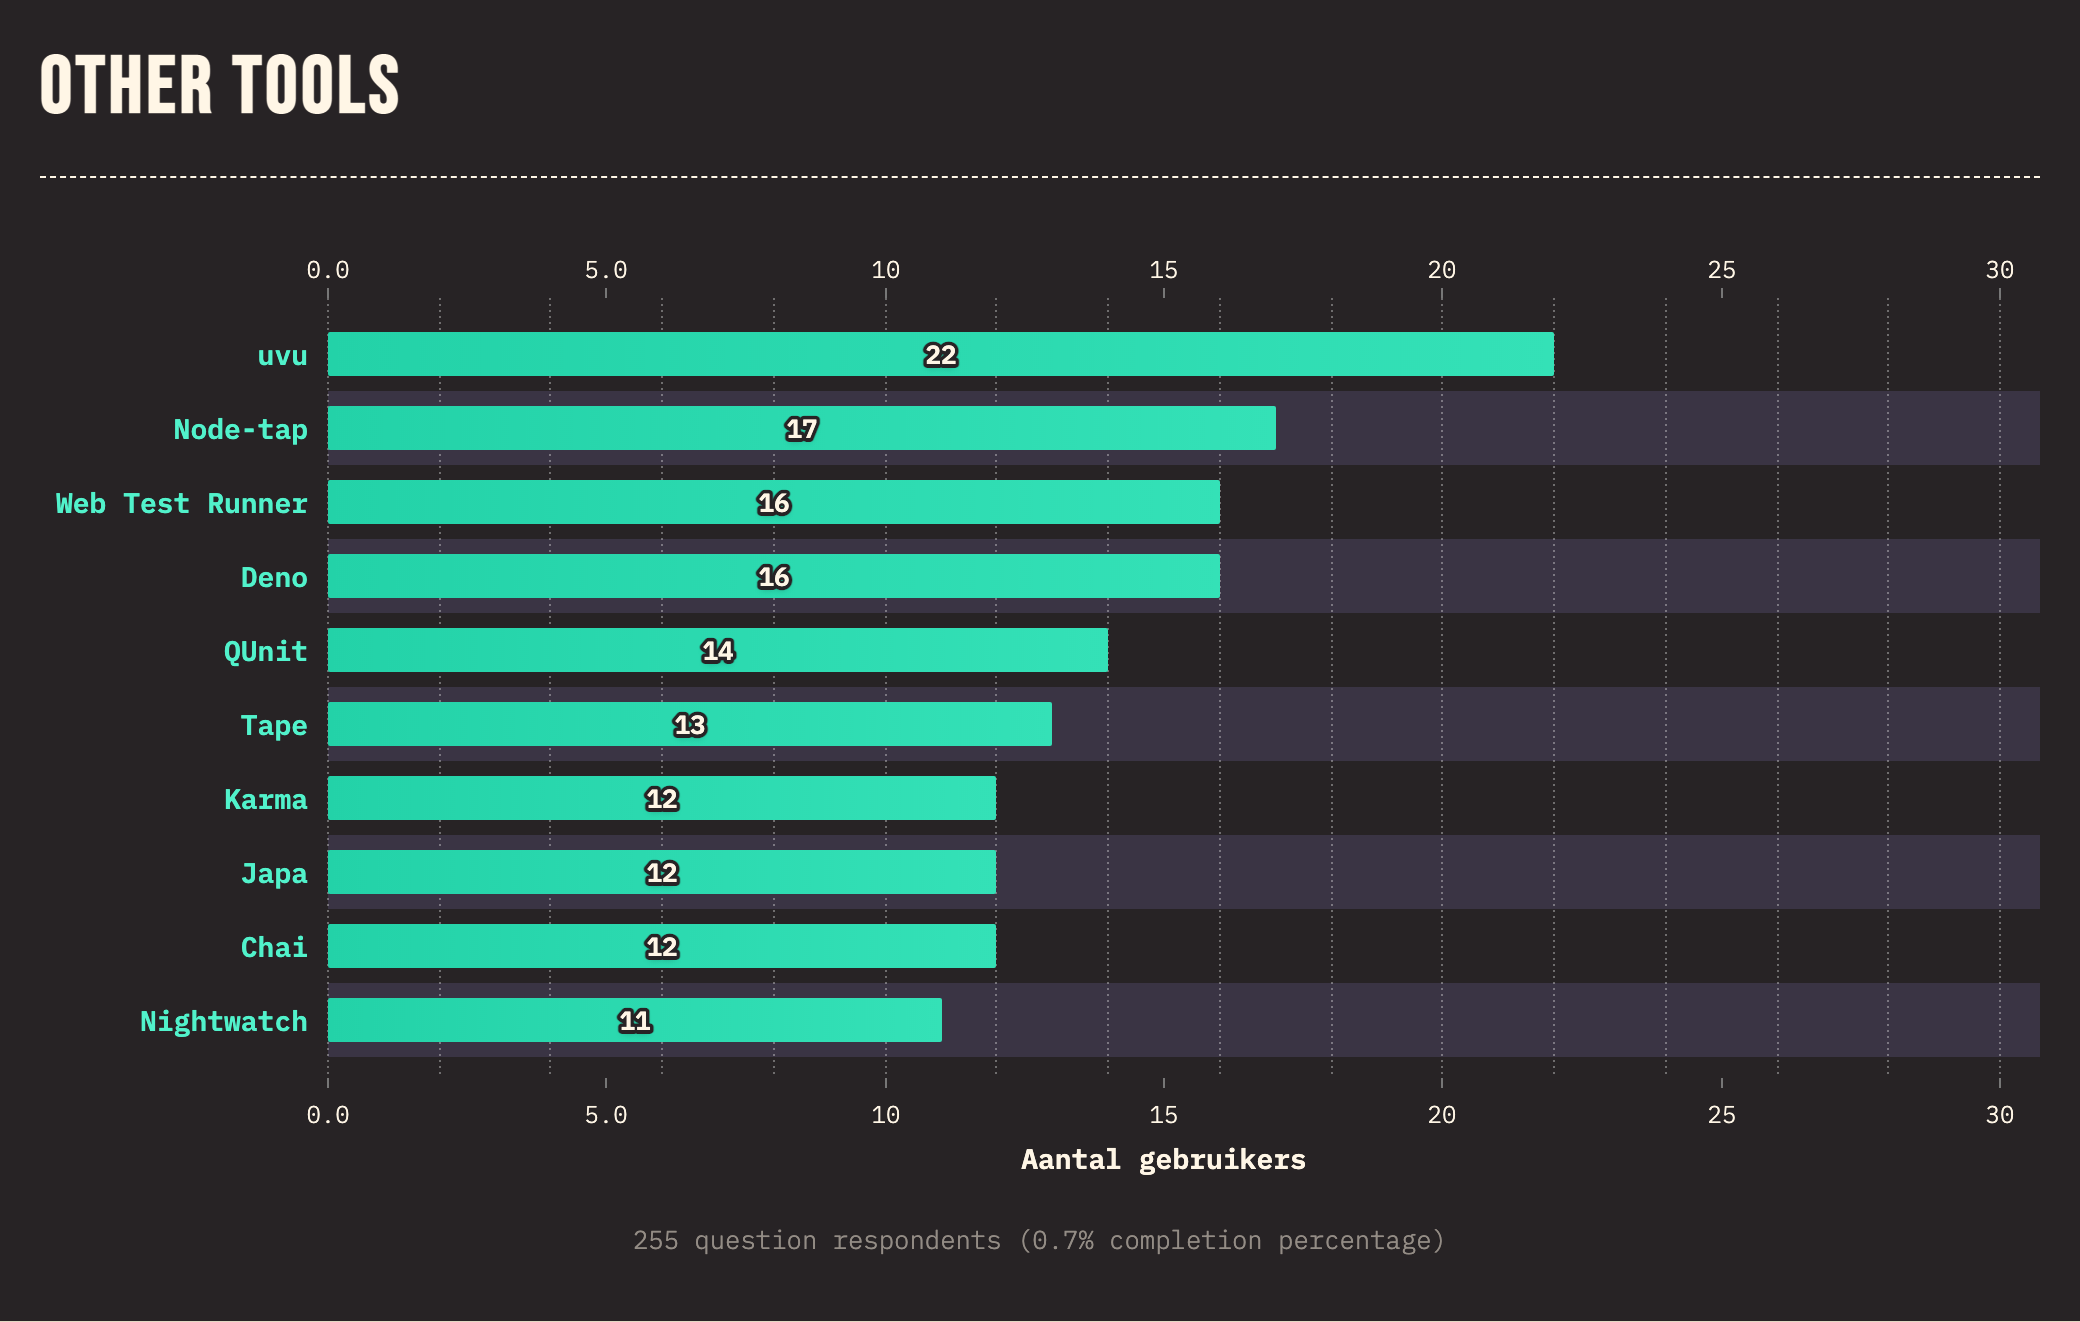 OTHER TOOLS
0.0 5.0 10 15 20 25 30
uvu 22
Node-tap 17
Web Test Runner 16
Deno 16
QUnit 14
Tape 13
Karma 12
Japa 12
Chai 12
Nightwatch 11
0.0 5.0 10 15 20 25 30
Aantal gebruikers
255 question respondents (0.7% completion percentage)